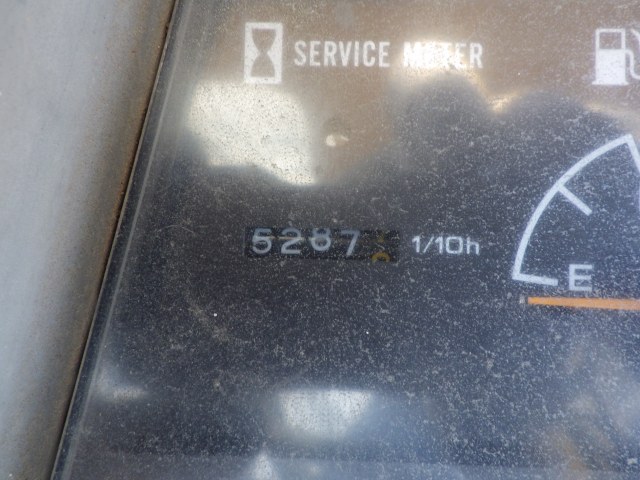 SERVICE METER
5287
1/10h
E